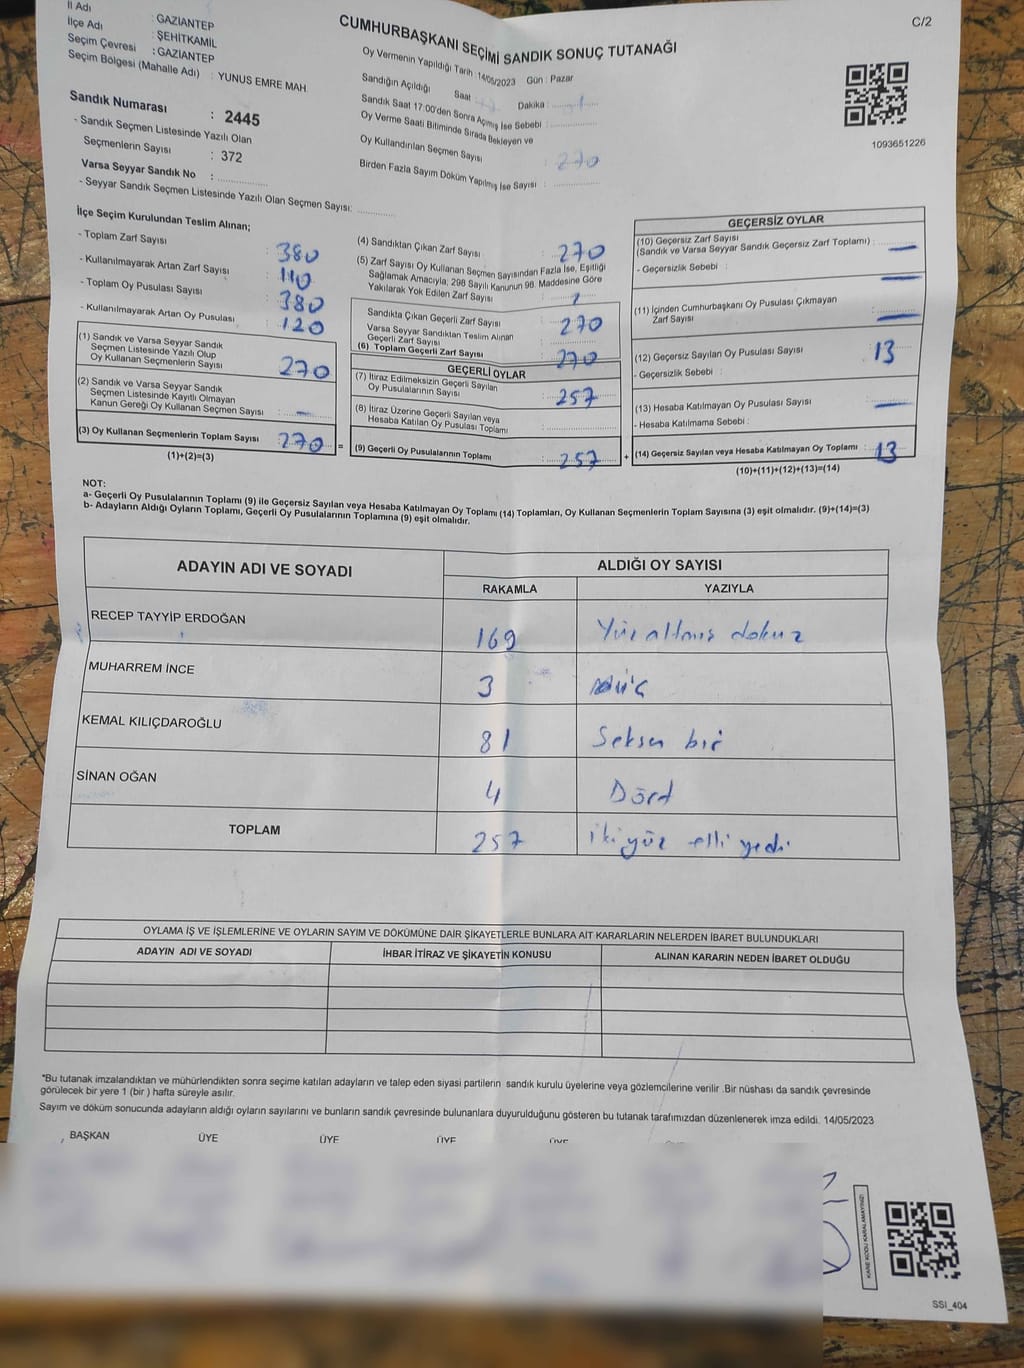 C/2
İl Adı : GAZİANTEP
İlçe Adı : ŞEHİTKAMİL
Seçim Çevresi : GAZİANTEP
Seçim Bölgesi (Mahalle Adı) : YUNUS EMRE MAH.
CUMHURBAŞKANI SEÇİMİ SANDIK SONUÇ TUTANAĞI
Oy Vermenin Yapıldığı Tarih :14/05/2023 Gün : Pazar
Sandığın Açıldığı Saat Dakika :
Sandık Saat 17:00'den Sonra Açmış İse Sebebi :
Oy Verme Saati Bitiminde Sırada Bekleyen ve
Oy Kullandırılan Seçmen Sayısı : 270
Birden Fazla Sayım Döküm Yapılmış İse Sayısı :
1093651226
Sandık Numarası : 2445
- Sandık Seçmen Listesinde Yazılı Olan
Seçmenlerin Sayısı : 372
Varsa Seyyar Sandık No :
- Seyyar Sandık Seçmen Listesinde Yazılı Olan Seçmen Sayısı:
İlçe Seçim Kurulundan Teslim Alınan;
- Toplam Zarf Sayısı : 380
- Kullanılmayarak Artan Zarf Sayısı : 110
- Toplam Oy Pusulası Sayısı : 380
- Kullanılmayarak Artan Oy Pusulası : 120
(1) Sandık ve Varsa Seyyar Sandık
Seçmen Listesinde Yazılı Olup
Oy Kullanan Seçmenlerin Sayısı : 270
(2) Sandık ve Varsa Seyyar Sandık
Seçmen Listesinde Kayıtlı Olmayan
Kanun Gereği Oy Kullanan Seçmen Sayısı : —
(3) Oy Kullanan Seçmenlerin Toplam Sayısı : 270 =
(1)+(2)=(3)
(4) Sandıktan Çıkan Zarf Sayısı : 270
(5) Zarf Sayısı Oy Kullanan Seçmen Sayısından Fazla İse, Eşitliği
Sağlamak Amacıyla; 298 Sayılı Kanunun 98. Maddesine Göre
Yakılarak Yok Edilen Zarf Sayısı :
Sandıkta Çıkan Geçerli Zarf Sayısı : 270
Varsa Seyyar Sandıktan Teslim Alınan
Geçerli Zarf Sayısı :
(6) Toplam Geçerli Zarf Sayısı : 270
GEÇERLİ OYLAR
(7) İtiraz Edilmeksizin Geçerli Sayılan
Oy Pusulalarının Sayısı : 257
(8) İtiraz Üzerine Geçerli Sayılan veya
Hesaba Katılan Oy Pusulası Toplamı :
(9) Geçerli Oy Pusulalarının Toplamı : 257 +
GEÇERSİZ OYLAR
(10) Geçersiz Zarf Sayısı
(Sandık ve Varsa Seyyar Sandık Geçersiz Zarf Toplamı) : —
- Geçersizlik Sebebi : —
(11) İçinden Cumhurbaşkanı Oy Pusulası Çıkmayan
Zarf Sayısı : —
(12) Geçersiz Sayılan Oy Pusulası Sayısı : 13
- Geçersizlik Sebebi :
(13) Hesaba Katılmayan Oy Pusulası Sayısı : —
- Hesaba Katılmama Sebebi :
(14) Geçersiz Sayılan veya Hesaba Katılmayan Oy Toplamı : 13
(10)+(11)+(12)+(13)=(14)
NOT:
a- Geçerli Oy Pusulalarının Toplamı (9) ile Geçersiz Sayılan veya Hesaba Katılmayan Oy Toplamı (14) Toplamları, Oy Kullanan Seçmenlerin Toplam Sayısına (3) eşit olmalıdır. (9)+(14)=(3)
b- Adayların Aldığı Oyların Toplamı, Geçerli Oy Pusulalarının Toplamına (9) eşit olmalıdır.
ADAYIN ADI VE SOYADI ALDIĞI OY SAYISI
RAKAMLA YAZIYLA
RECEP TAYYİP ERDOĞAN 169 Yüz altmış dokuz
MUHARREM İNCE 3 üç
KEMAL KILIÇDAROĞLU 81 Seksen bir
SİNAN OĞAN 4 Dört
TOPLAM 257 iki yüz elli yedi
OYLAMA İŞ VE İŞLEMLERİNE VE OYLARIN SAYIM VE DÖKÜMÜNE DAİR ŞİKAYETLERLE BUNLARA AİT KARARLARIN NELERDEN İBARET BULUNDUKLARI
ADAYIN ADI VE SOYADI İHBAR İTİRAZ VE ŞİKAYETİN KONUSU ALINAN KARARIN NEDEN İBARET OLDUĞU
*Bu tutanak imzalandıktan ve mühürlendikten sonra seçime katılan adayların ve talep eden siyasi partilerin sandık kurulu üyelerine veya gözlemcilerine verilir .Bir nüshası da sandık çevresinde
görülecek bir yere 1 (bir ) hafta süreyle asılır.
Sayım ve döküm sonucunda adayların aldığı oyların sayılarını ve bunların sandık çevresinde bulunanlara duyurulduğunu gösteren bu tutanak tarafımızdan düzenlenerek imza edildi. 14/05/2023
BAŞKAN ÜYE ÜYE ÜYE ÜYE
KARE KODU KARALAMAYINIZ!
SSI_404